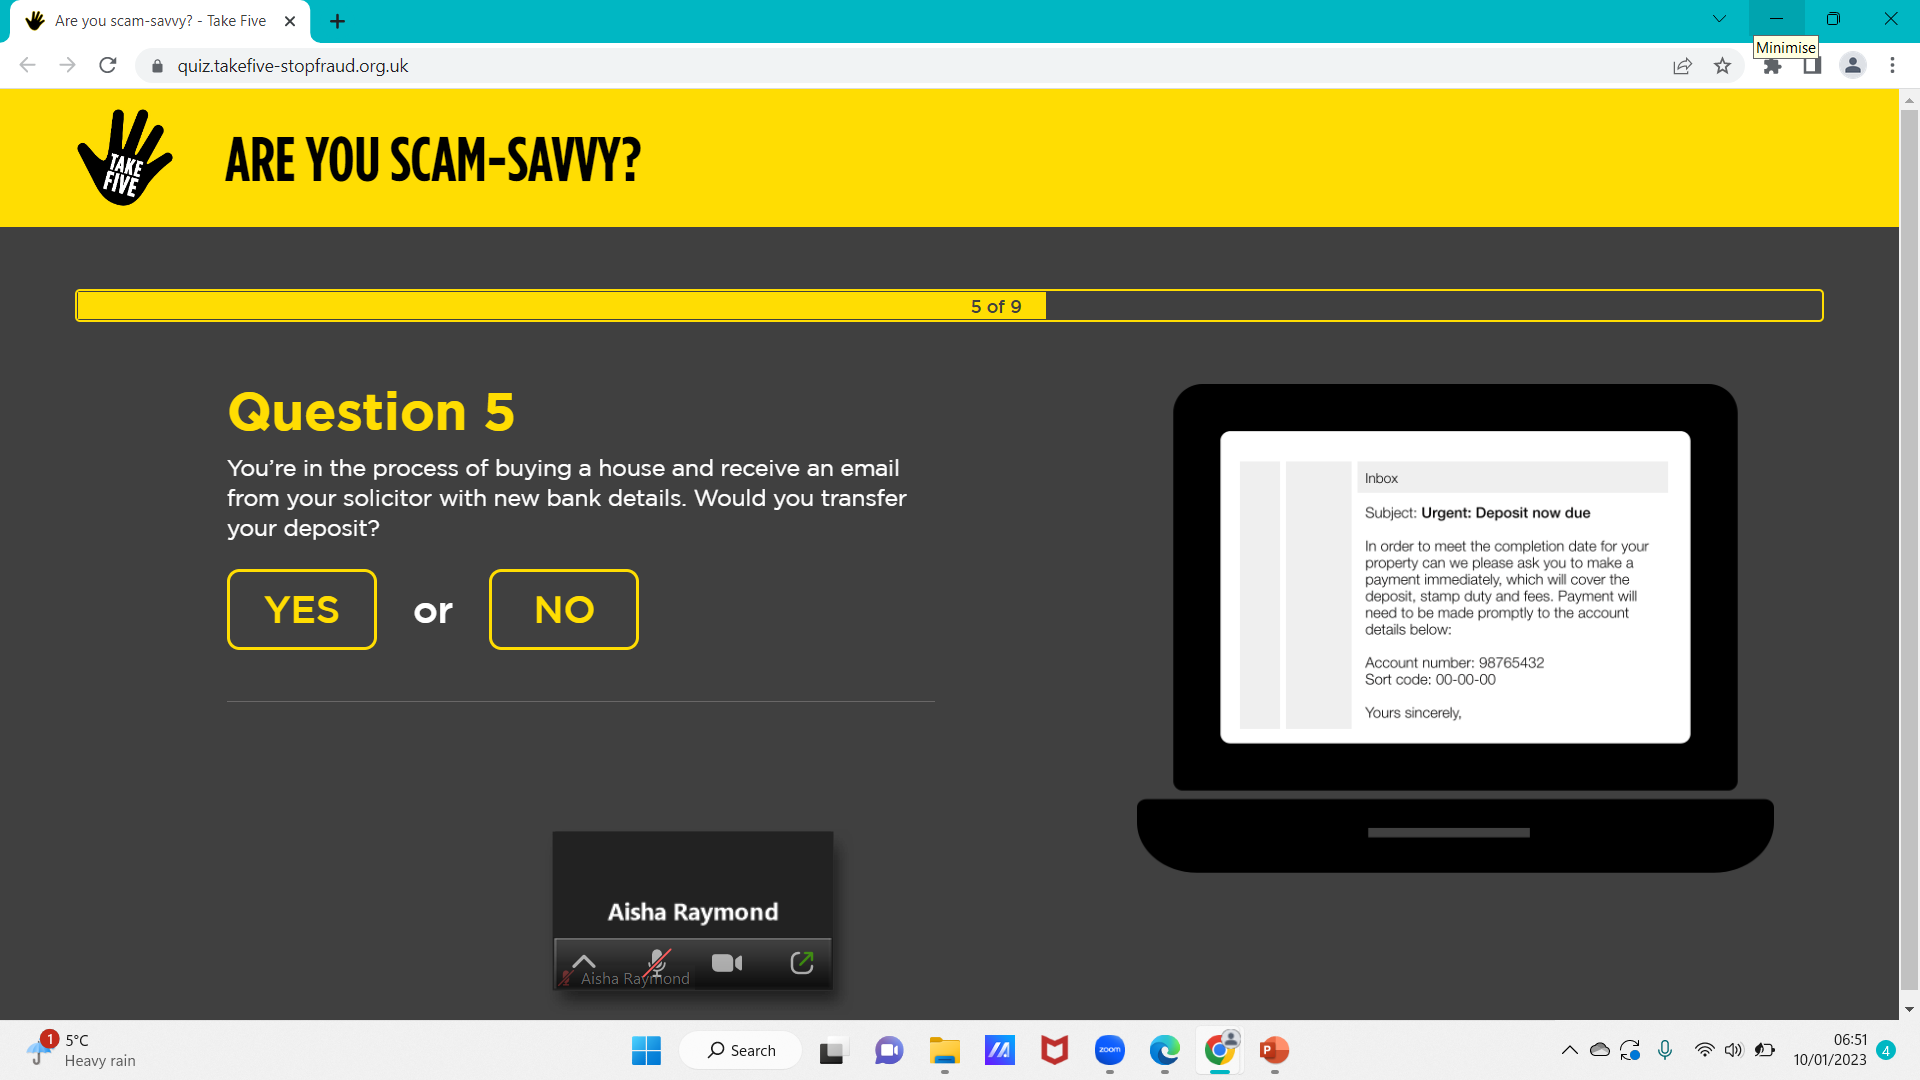 Are you scam-savvy? - Take Five
Minimise
quiz.takefive-stopfraud.org.uk
TAKE
FIVE
ARE YOU SCAM-SAVVY?
5 of 9
Question 5
You’re in the process of buying a house and receive an email
from your solicitor with new bank details. Would you transfer
your deposit?
YES or NO
Inbox
Subject: Urgent: Deposit now due
In order to meet the completion date for your
property can we please ask you to make a
payment immediately, which will cover the
deposit, stamp duty and fees. Payment will
need to be made promptly to the account
details below:
Account number: 98765432
Sort code: 00-00-00
Yours sincerely,
Aisha Raymond
Aisha Raymond
1
5°C
Heavy rain
Search
zoom
P
06:51
10/01/2023
4